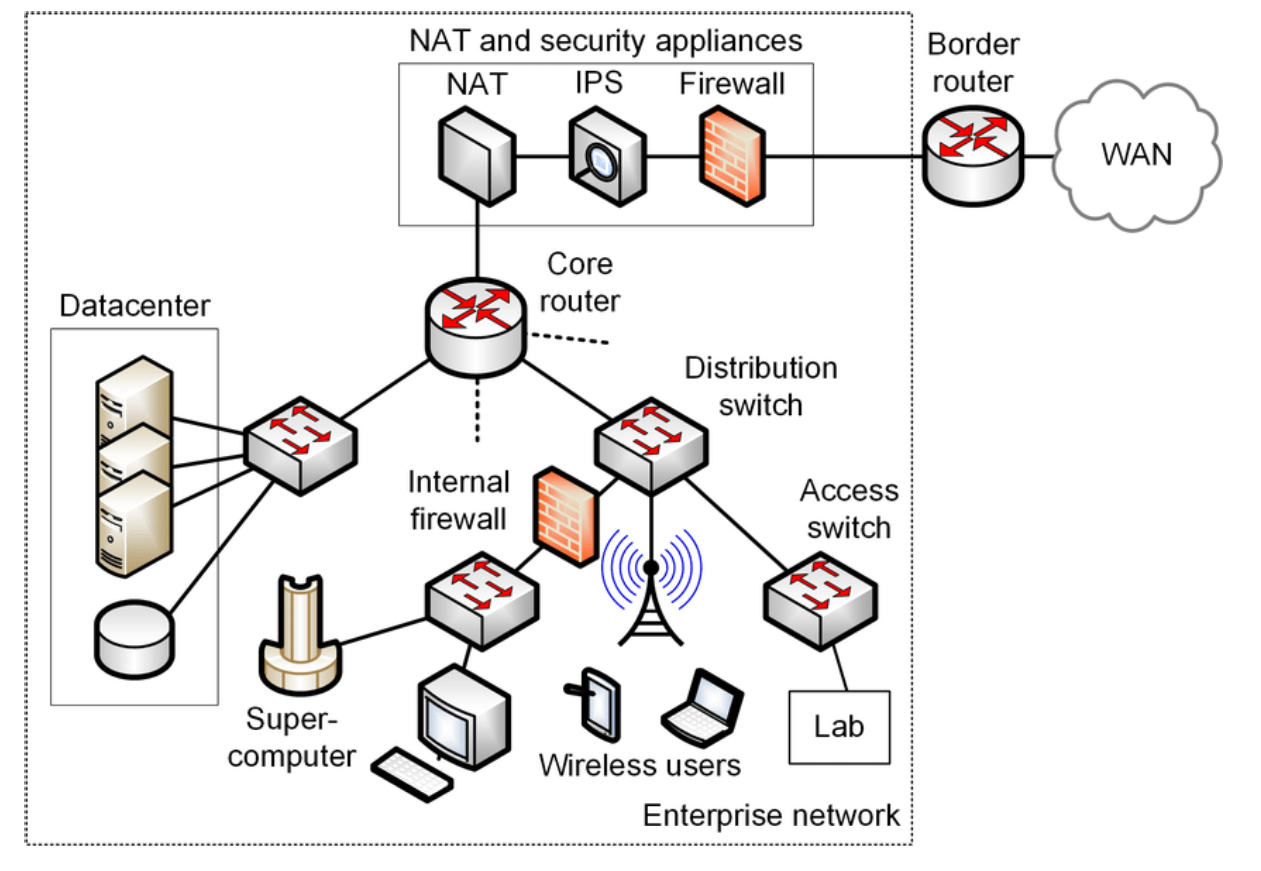 NAT and security appliances
NAT
IPS
Firewall
Border
router
WAN
Core
router
Datacenter
Distribution
switch
Internal
firewall
Access
switch
Super-
computer
Wireless users
Lab
Enterprise network